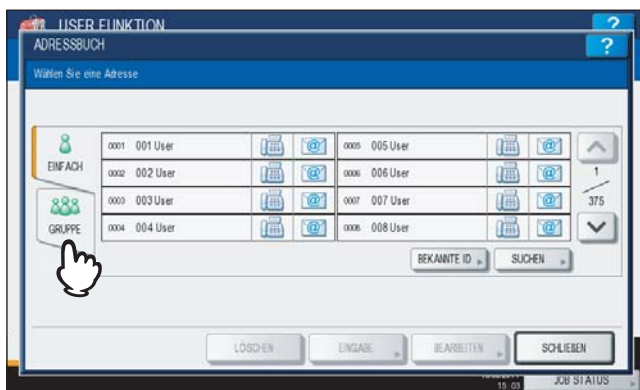 USER FUNKTION
?
ADRESSBUCH
?
Wählen Sie eine Adresse
EINFACH
GRUPPE
0001 001 User
0002 002 User
0003 003 User
0004 004 User
0005 005 User
0006 006 User
0007 007 User
0008 008 User
1
375
BEKANNTE ID
SUCHEN
LÖSCHEN
EINGABE
BEARBEITEN
SCHLIEßEN
15:03
JOB STATUS